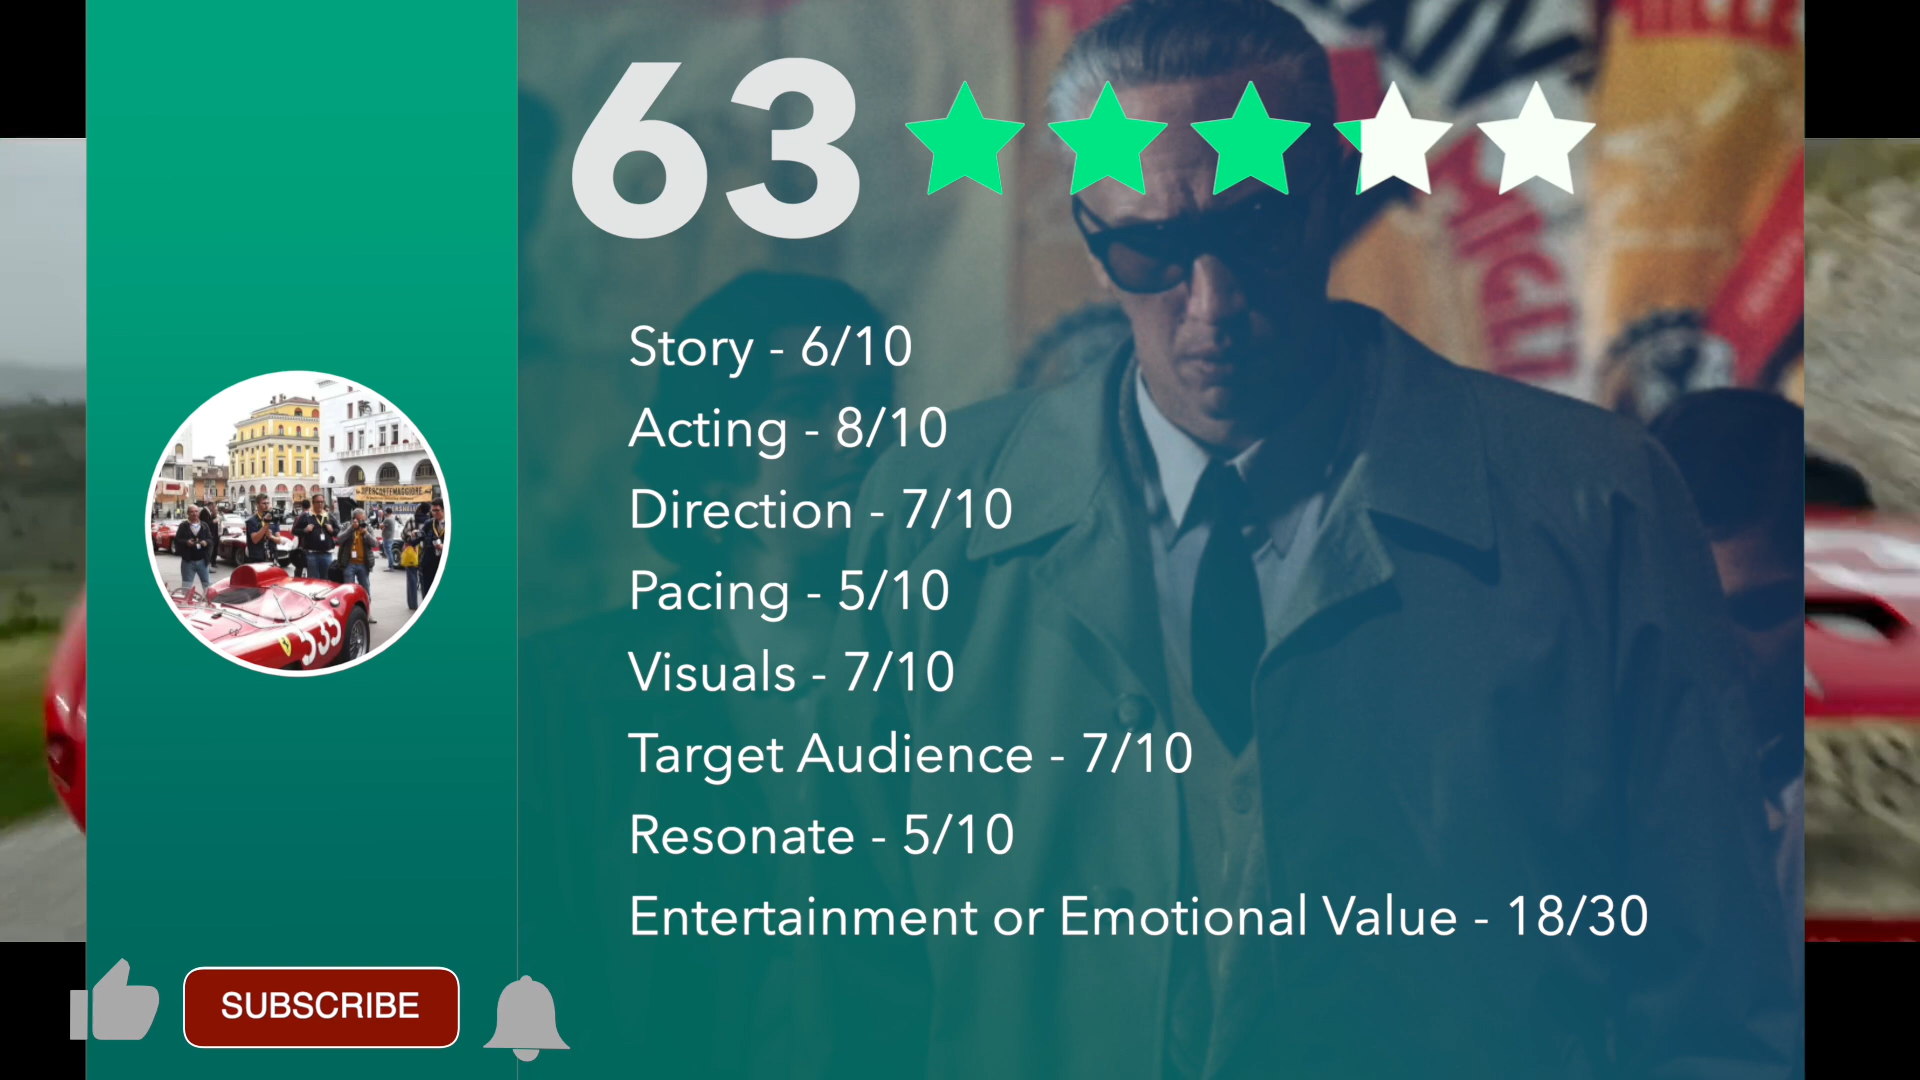 63
Story - 6/10
Acting - 8/10
Direction - 7/10
Pacing - 5/10
Visuals - 7/10
Target Audience - 7/10
Resonate - 5/10
Entertainment or Emotional Value - 18/30
535
SUBSCRIBE